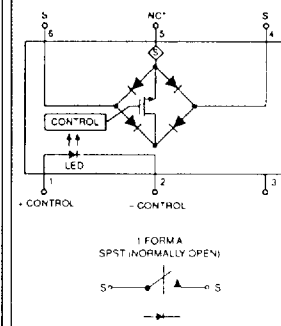 S NC* S
6 5 4
S
CONTROL
LED
1 2 3
+ CONTROL - CONTROL
1 FORM A
SPST (NORMALLY OPEN)
S S